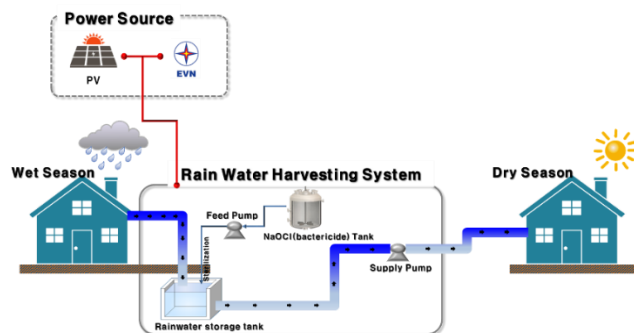 Power Source
PV
EVN
Wet Season
Rain Water Harvesting System
Dry Season
Feed Pump
NaOCl(bactericide) Tank
Sterilization
Supply Pump
Rainwater storage tank